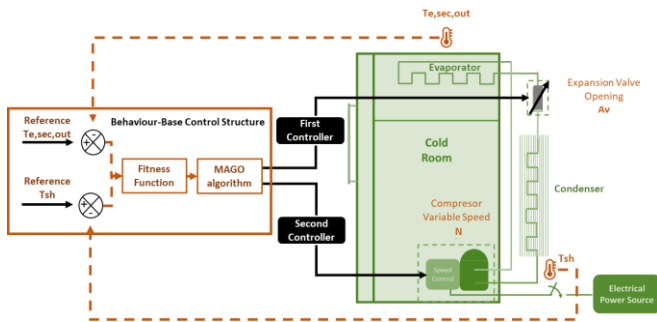 Te,sec,out
Evaporator
Expansion Valve
Opening
Av
Reference
Te,sec,out
Behaviour-Base Control Structure
First
Controller
Cold
Room
Fitness
Function
MAGO
algorithm
Condenser
Reference
Tsh
Compresor
Variable Speed
N
Second
Controller
Speed
Control
Tsh
Electrical
Power Source